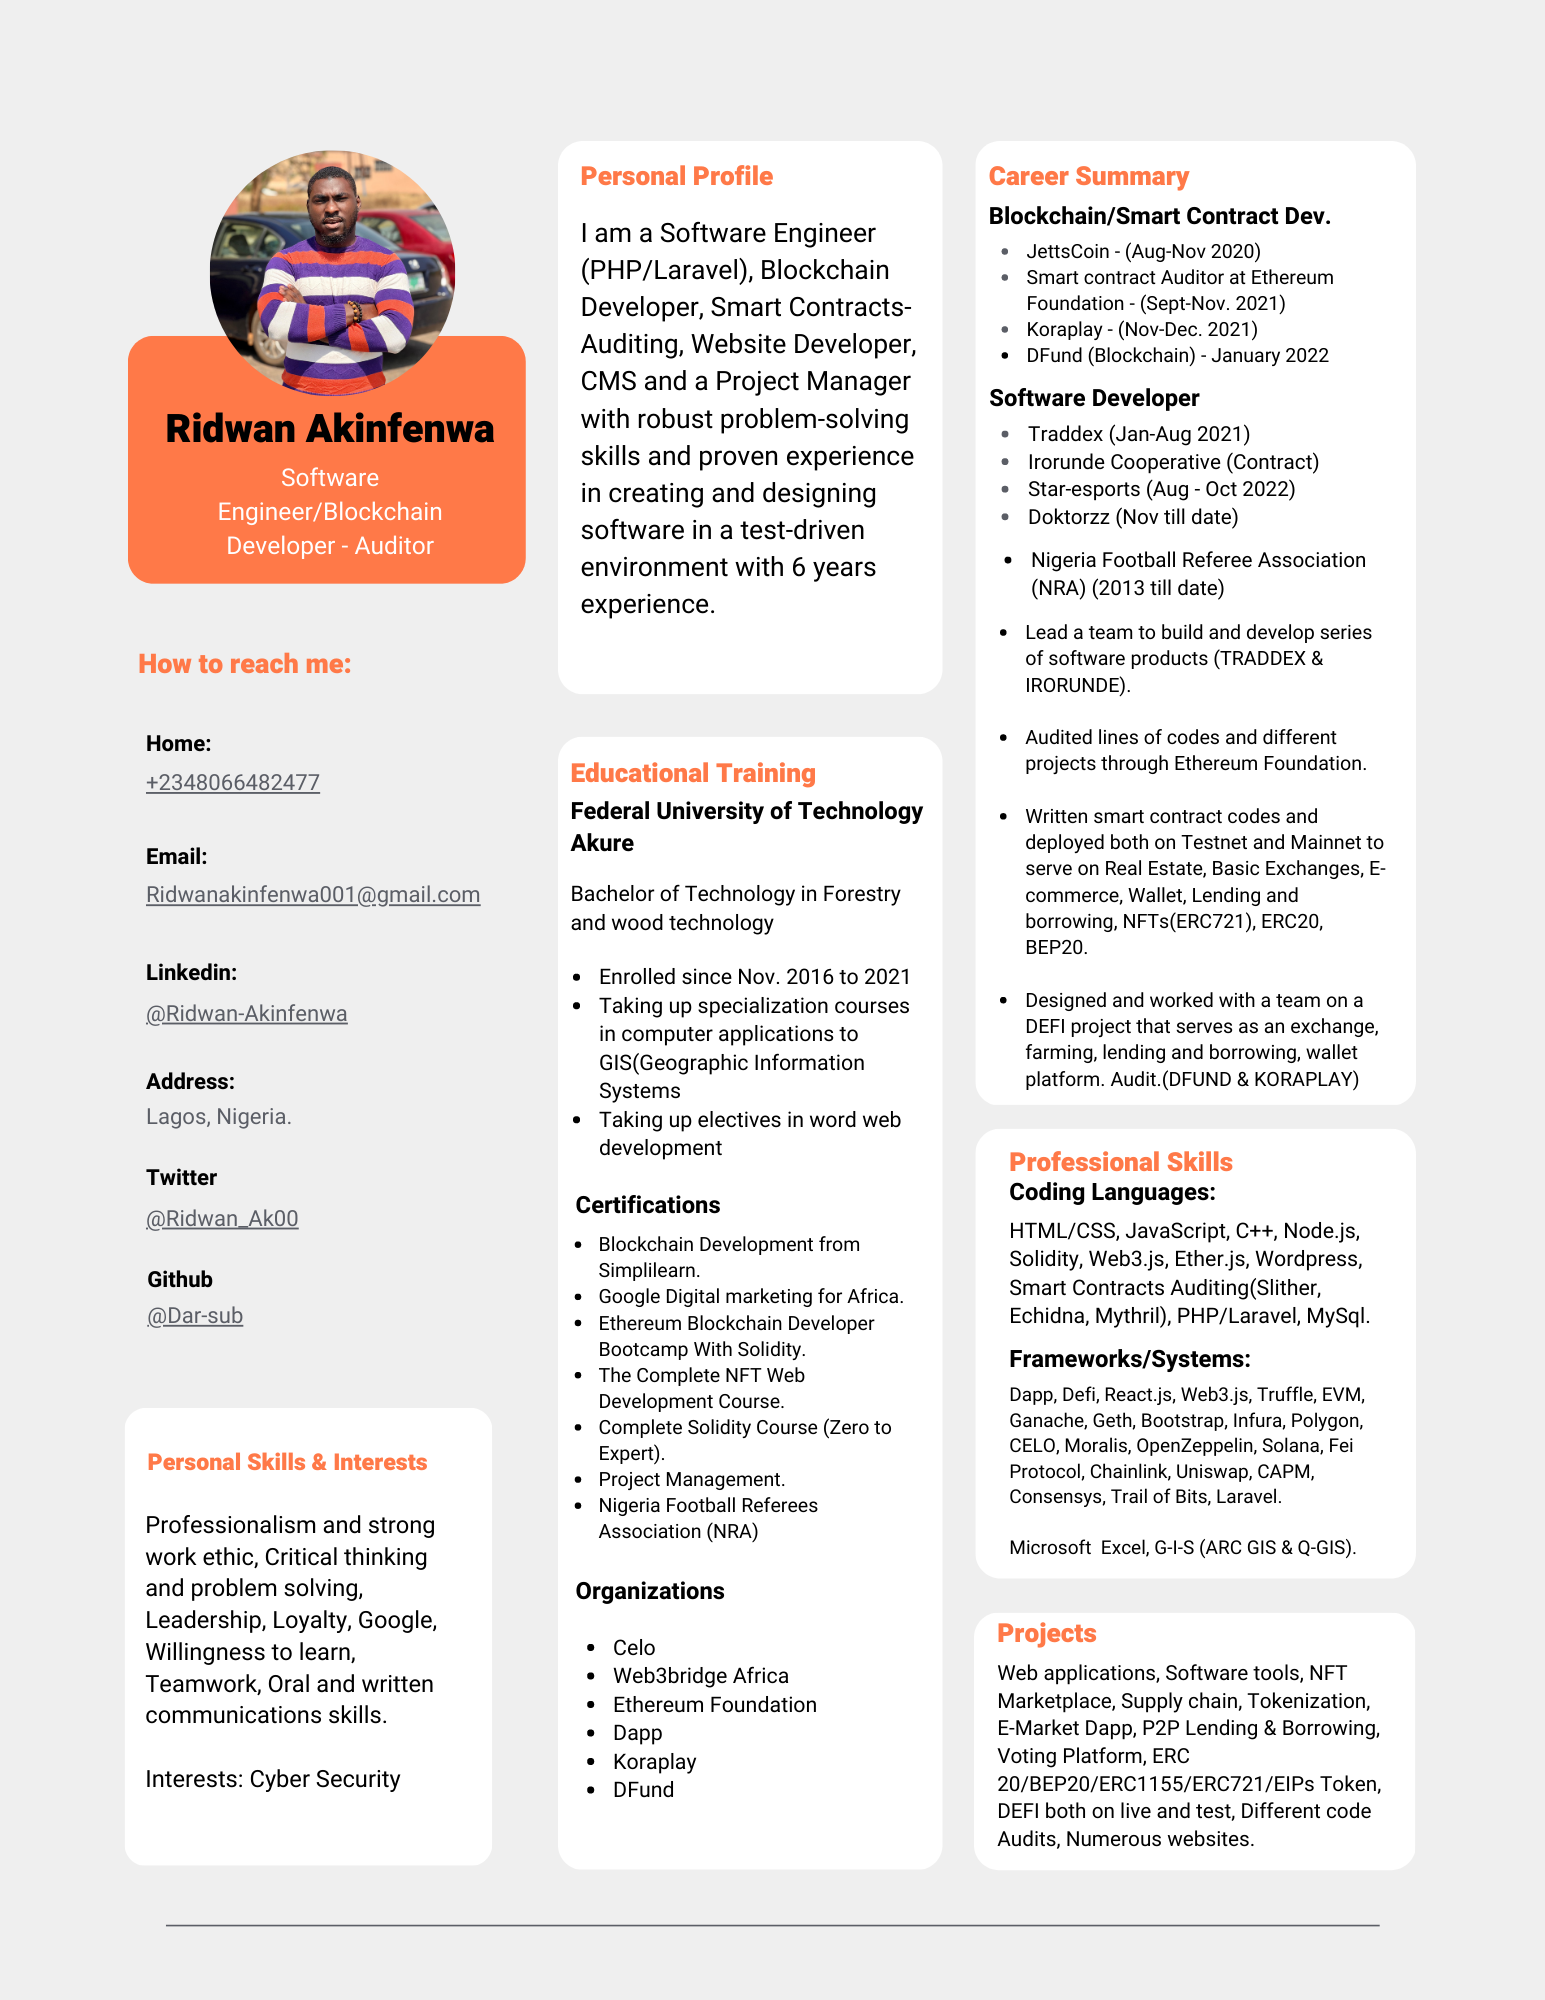 Ridwan Akinfenwa
Software
Engineer/Blockchain
Developer - Auditor
How to reach me:
Home:
+2348066482477
Email:
Ridwanakinfenwa001@gmail.com
Linkedin:
@Ridwan-Akinfenwa
Address:
Lagos, Nigeria.
Twitter
@Ridwan_Ak00
Github
@Dar-sub
Personal Skills & Interests
Professionalism and strong
work ethic, Critical thinking
and problem solving,
Leadership, Loyalty, Google,
Willingness to learn,
Teamwork, Oral and written
communications skills.
Interests: Cyber Security
Personal Profile
I am a Software Engineer
(PHP/Laravel), Blockchain
Developer, Smart Contracts-
Auditing, Website Developer,
CMS and a Project Manager
with robust problem-solving
skills and proven experience
in creating and designing
software in a test-driven
environment with 6 years
experience.
Educational Training
Federal University of Technology
Akure
Bachelor of Technology in Forestry
and wood technology
• Enrolled since Nov. 2016 to 2021
• Taking up specialization courses
in computer applications to
GIS(Geographic Information
Systems
• Taking up electives in word web
development
Certifications
• Blockchain Development from
Simplilearn.
• Google Digital marketing for Africa.
• Ethereum Blockchain Developer
Bootcamp With Solidity.
• The Complete NFT Web
Development Course.
• Complete Solidity Course (Zero to
Expert).
• Project Management.
• Nigeria Football Referees
Association (NRA)
Organizations
• Celo
• Web3bridge Africa
• Ethereum Foundation
• Dapp
• Koraplay
• DFund
Career Summary
Blockchain/Smart Contract Dev.
• JettsCoin - (Aug-Nov 2020)
• Smart contract Auditor at Ethereum
Foundation - (Sept-Nov. 2021)
• Koraplay - (Nov-Dec. 2021)
• DFund (Blockchain) - January 2022
Software Developer
• Traddex (Jan-Aug 2021)
• Irorunde Cooperative (Contract)
• Star-esports (Aug - Oct 2022)
• Doktorzz (Nov till date)
• Nigeria Football Referee Association
(NRA) (2013 till date)
• Lead a team to build and develop series
of software products (TRADDEX &
IRORUNDE).
• Audited lines of codes and different
projects through Ethereum Foundation.
• Written smart contract codes and
deployed both on Testnet and Mainnet to
serve on Real Estate, Basic Exchanges, E-
commerce, Wallet, Lending and
borrowing, NFTs(ERC721), ERC20,
BEP20.
• Designed and worked with a team on a
DEFI project that serves as an exchange,
farming, lending and borrowing, wallet
platform. Audit.(DFUND & KORAPLAY)
Professional Skills
Coding Languages:
HTML/CSS, JavaScript, C++, Node.js,
Solidity, Web3.js, Ether.js, Wordpress,
Smart Contracts Auditing(Slither,
Echidna, Mythril), PHP/Laravel, MySql.
Frameworks/Systems:
Dapp, Defi, React.js, Web3.js, Truffle, EVM,
Ganache, Geth, Bootstrap, Infura, Polygon,
CELO, Moralis, OpenZeppelin, Solana, Fei
Protocol, Chainlink, Uniswap, CAPM,
Consensys, Trail of Bits, Laravel.
Microsoft  Excel, G-I-S (ARC GIS & Q-GIS).
Projects
Web applications, Software tools, NFT
Marketplace, Supply chain, Tokenization,
E-Market Dapp, P2P Lending & Borrowing,
Voting Platform, ERC
20/BEP20/ERC1155/ERC721/EIPs Token,
DEFI both on live and test, Different code
Audits, Numerous websites.